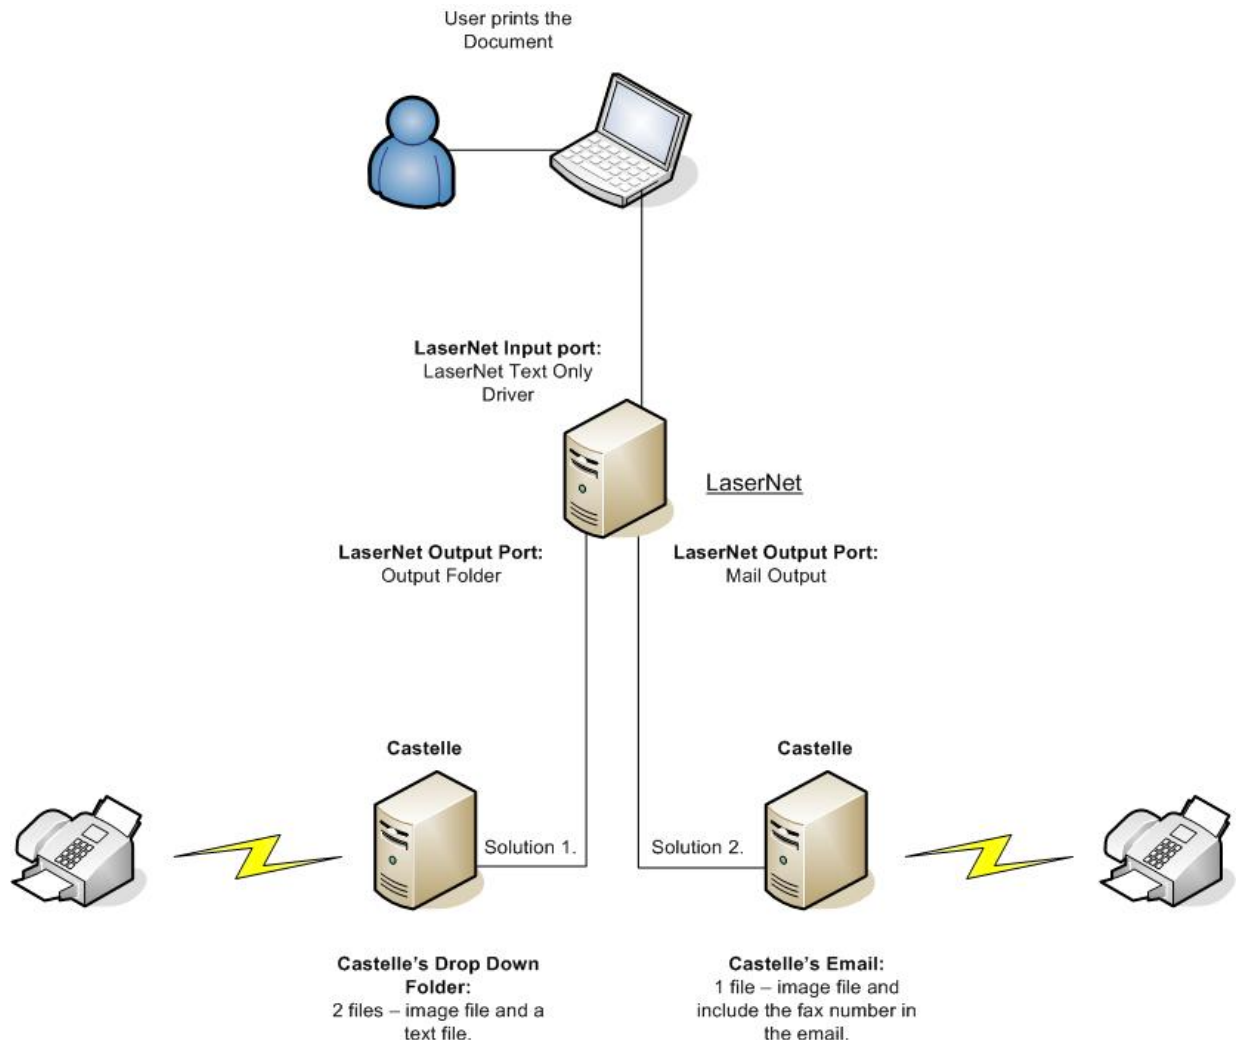 User prints the
Document
LaserNet Input port:
LaserNet Text Only
Driver
LaserNet
LaserNet Output Port:
Output Folder
LaserNet Output Port:
Mail Output
Castelle
Castelle
Solution 1.
Solution 2.
Castelle's Drop Down
Folder:
2 files – image file and a
text file.
Castelle's Email:
1 file – image file and
include the fax number in
the email.